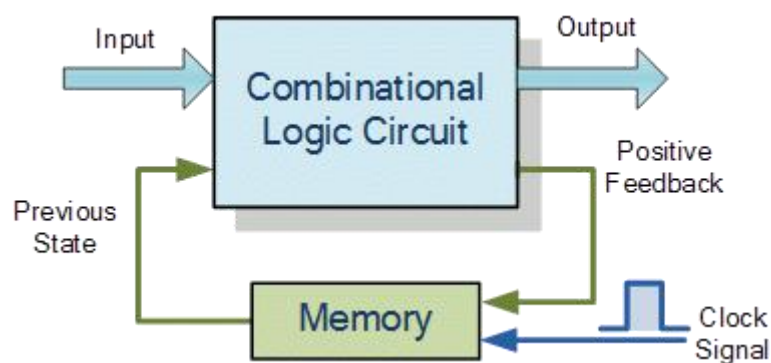 Input
Output
Combinational
Logic Circuit
Positive
Feedback
Previous
State
Memory
Clock
Signal